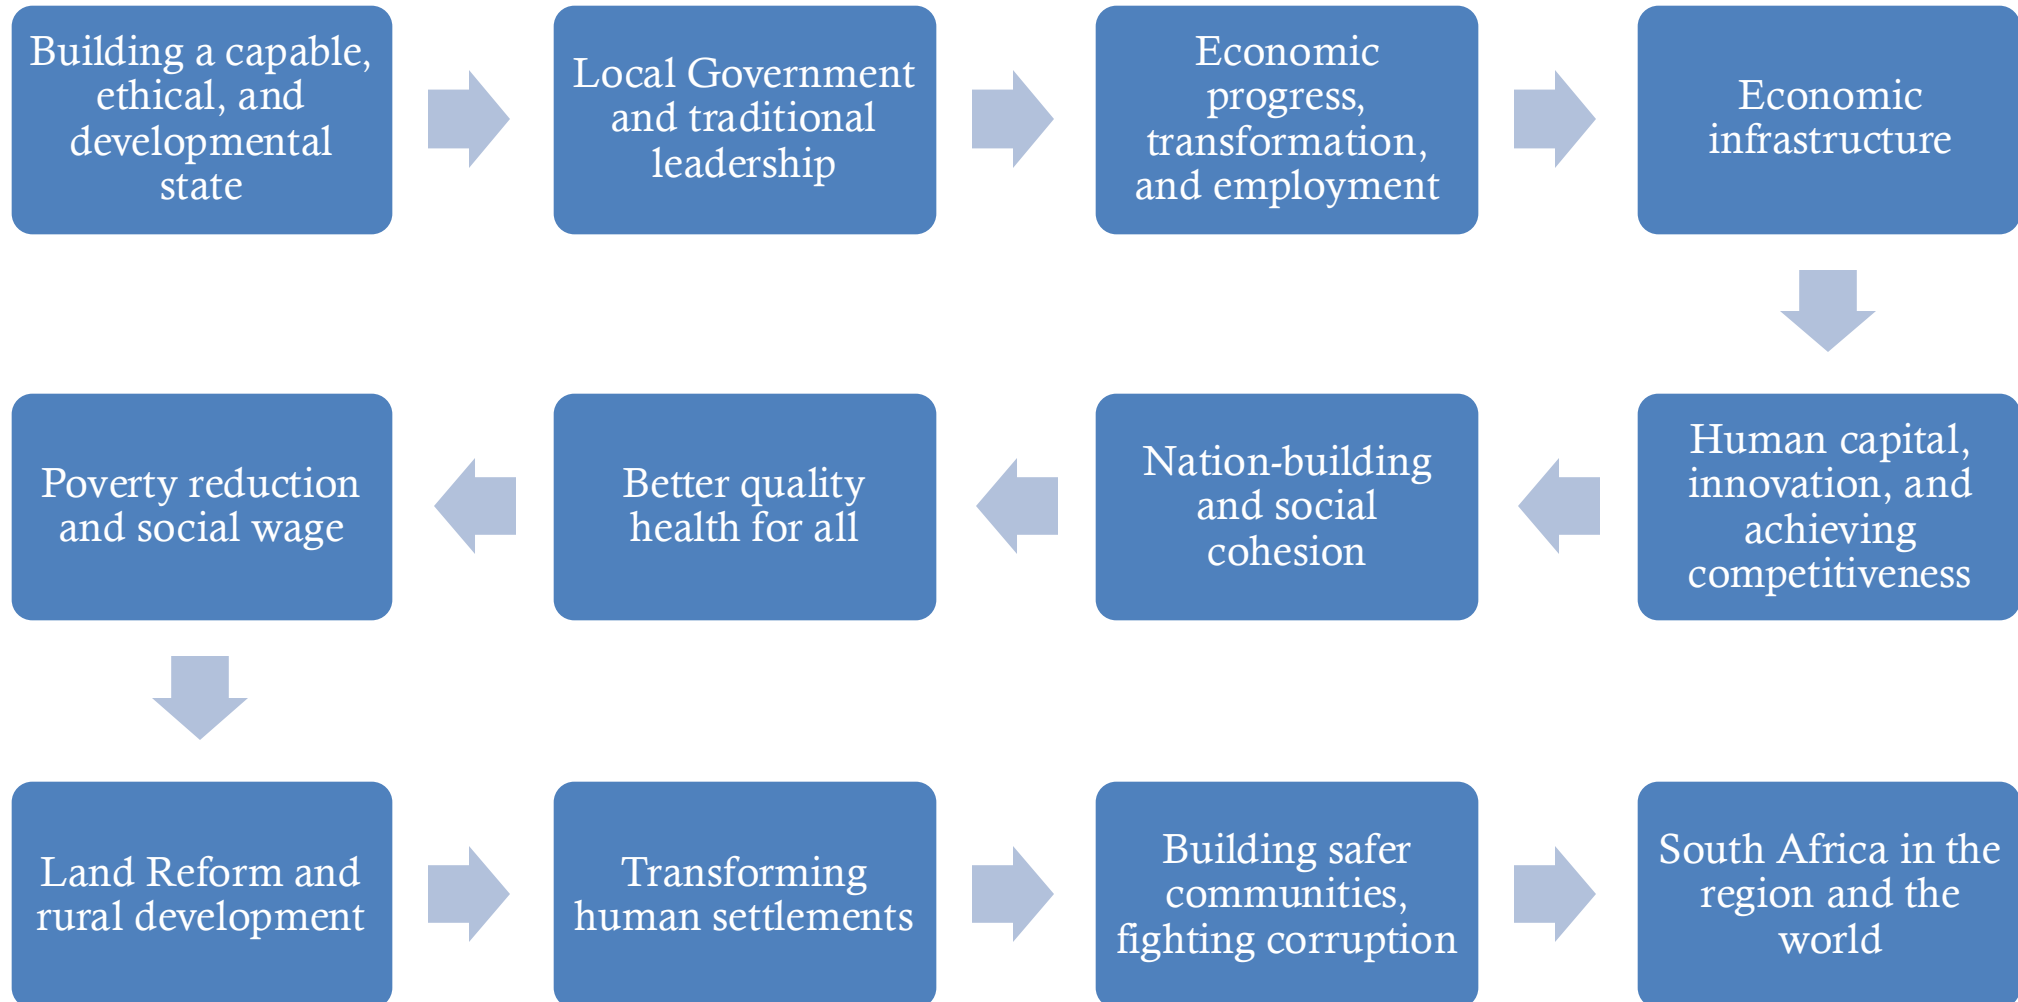 Building a capable,
ethical, and
developmental
state
Local Government
and traditional
leadership
Economic
progress,
transformation,
and employment
Economic
infrastructure
Human capital,
innovation, and
achieving
competitiveness
Nation-building
and social
cohesion
Better quality
health for all
Poverty reduction
and social wage
Land Reform and
rural development
Transforming
human settlements
Building safer
communities,
fighting corruption
South Africa in the
region and the
world